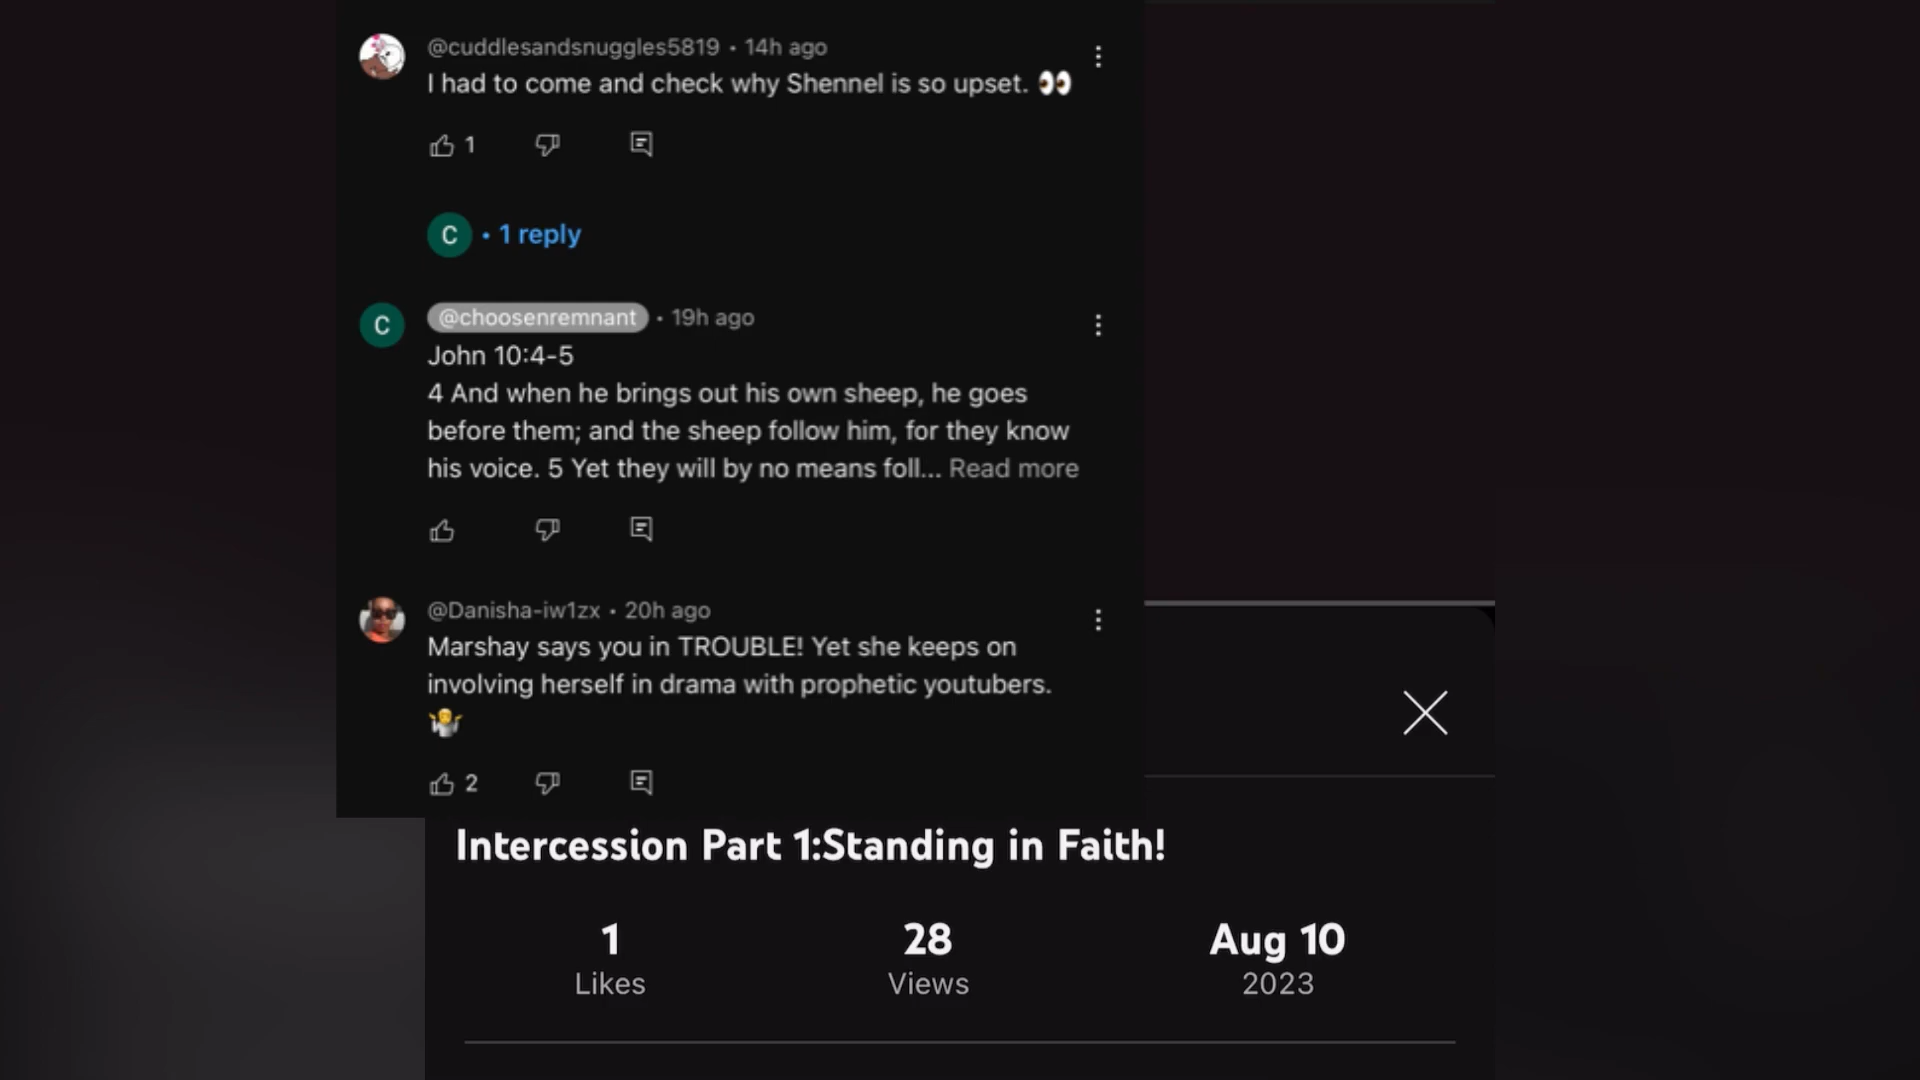 @cuddlesandsnuggles5819 • 14h ago
I had to come and check why Shennel is so upset. 👀
1
C • 1 reply
C
@choosenremnant • 19h ago
John 10:4-5
4 And when he brings out his own sheep, he goes
before them; and the sheep follow him, for they know
his voice. 5 Yet they will by no means foll... Read more
@Danisha-iw1zx • 20h ago
Marshay says you in TROUBLE! Yet she keeps on
involving herself in drama with prophetic youtubers.
🤷
2
Intercession Part 1:Standing in Faith!
1 28 Aug 10
Likes Views 2023